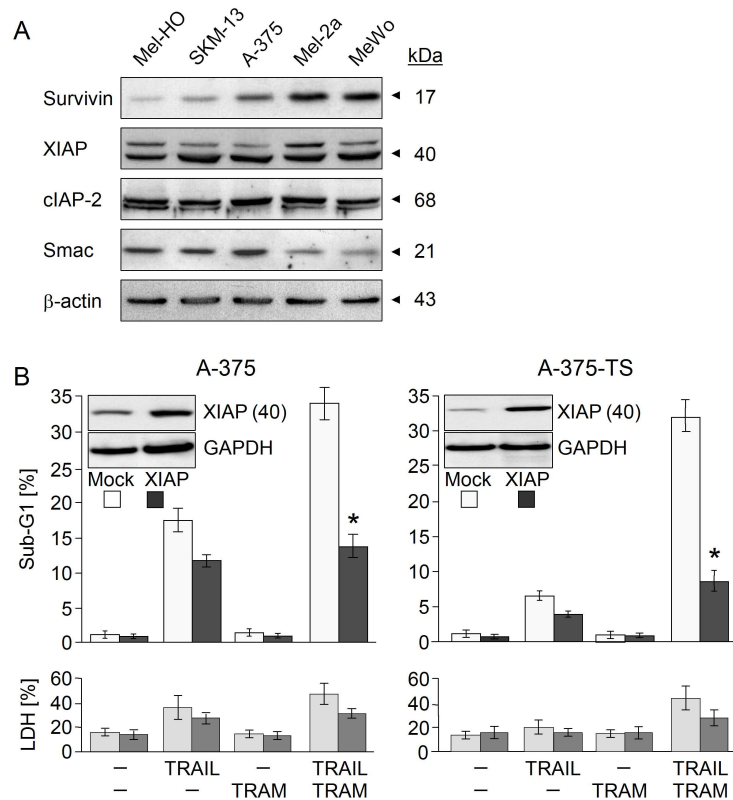 A
Mel-HO SKM-13 A-375 Mel-2a MeWo kDa
Survivin 17
XIAP 40
cIAP-2 68
Smac 21
β-actin 43
B
A-375
35
30
25
20
15
10
5
0
Sub-G1 [%]
XIAP (40)
GAPDH
Mock XIAP
*
60
40
20
0
LDH [%]
– TRAIL – TRAIL
– – TRAM TRAM
A-375-TS
35
30
25
20
15
10
5
0
XIAP (40)
GAPDH
Mock XIAP
*
60
40
20
0
– TRAIL – TRAIL
– – TRAM TRAM